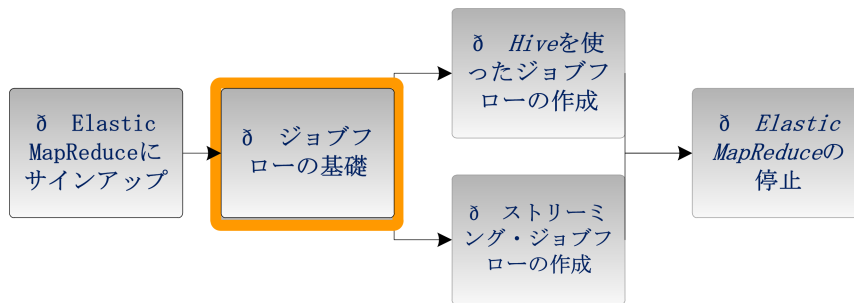 ð Elastic
MapReduceに
サインアップ
ð ジョブフ
ローの基礎
ð Hiveを使
ったジョブフ
ローの作成
ð ストリーミ
ング・ジョブフ
ローの作成
ð Elastic
MapReduceの
停止